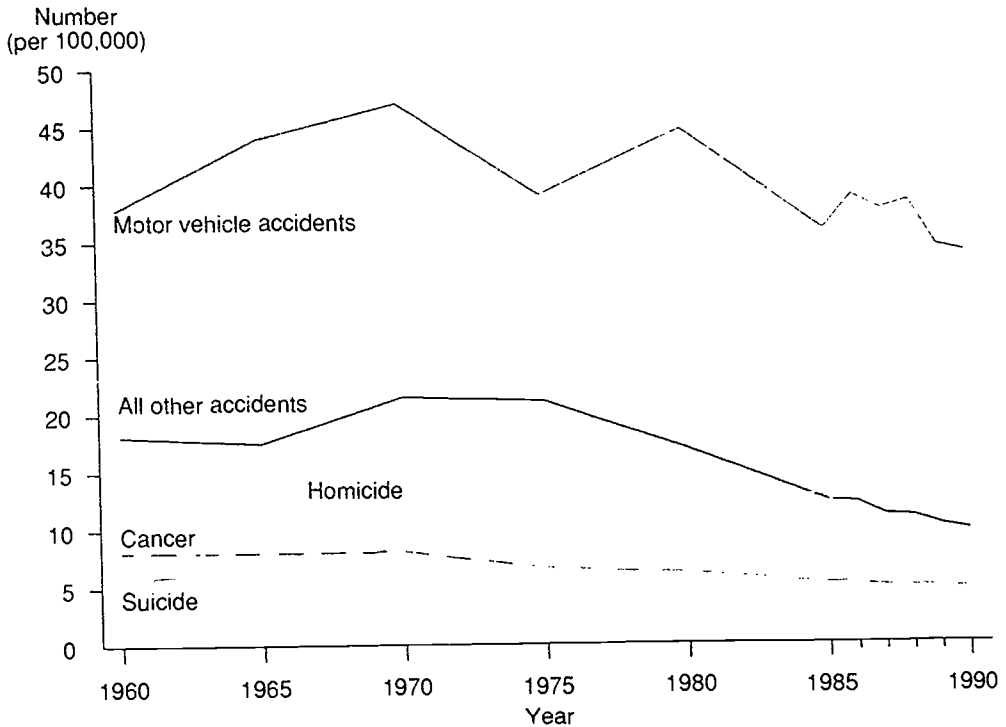 Number
(per 100,000)
50
45
40
Motor vehicle accidents
35
30
25
All other accidents
20
15
Homicide
10
Cancer
5
Suicide
0
1960 1965 1970 1975 1980 1985 1990
Year